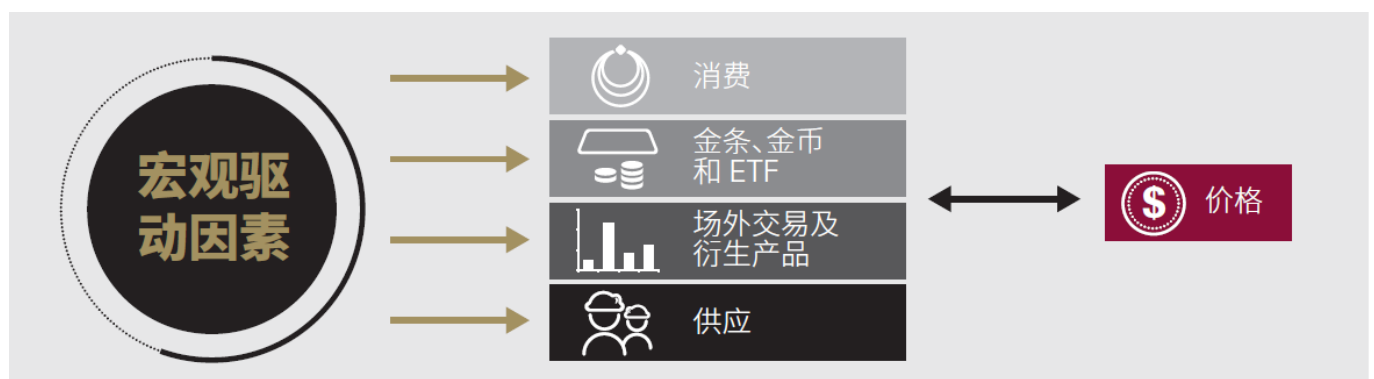 宏观驱
动因素
消费
金条、金币
和 ETF
场外交易及
衍生产品
供应
$
价格